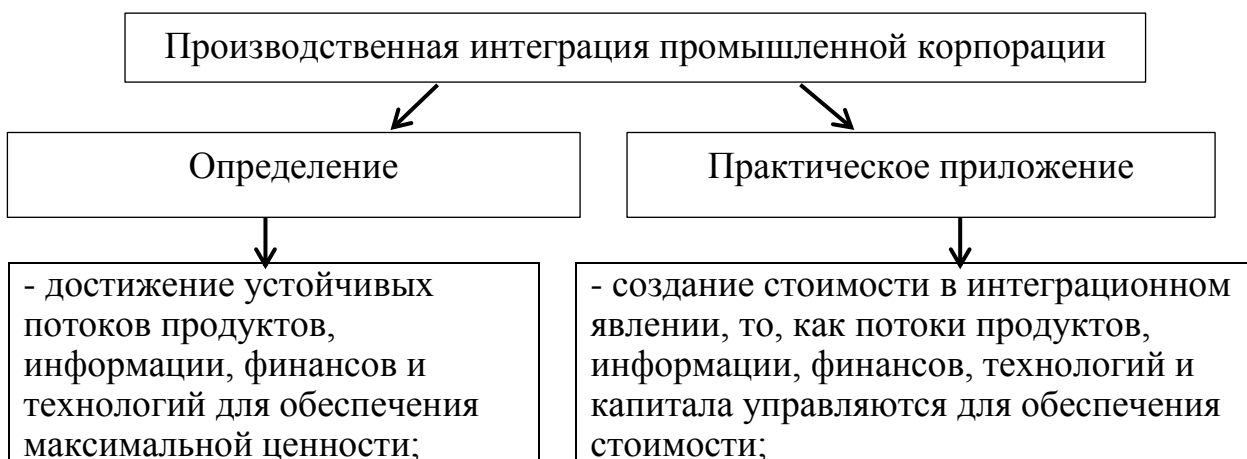 Производственная интеграция промышленной корпорации
Определение
Практическое приложение
- достижение устойчивых
потоков продуктов,
информации, финансов и
технологий для обеспечения
максимальной ценности;
- создание стоимости в интеграционном
явлении, то, как потоки продуктов,
информации, финансов, технологий и
капитала управляются для обеспечения
стоимости;